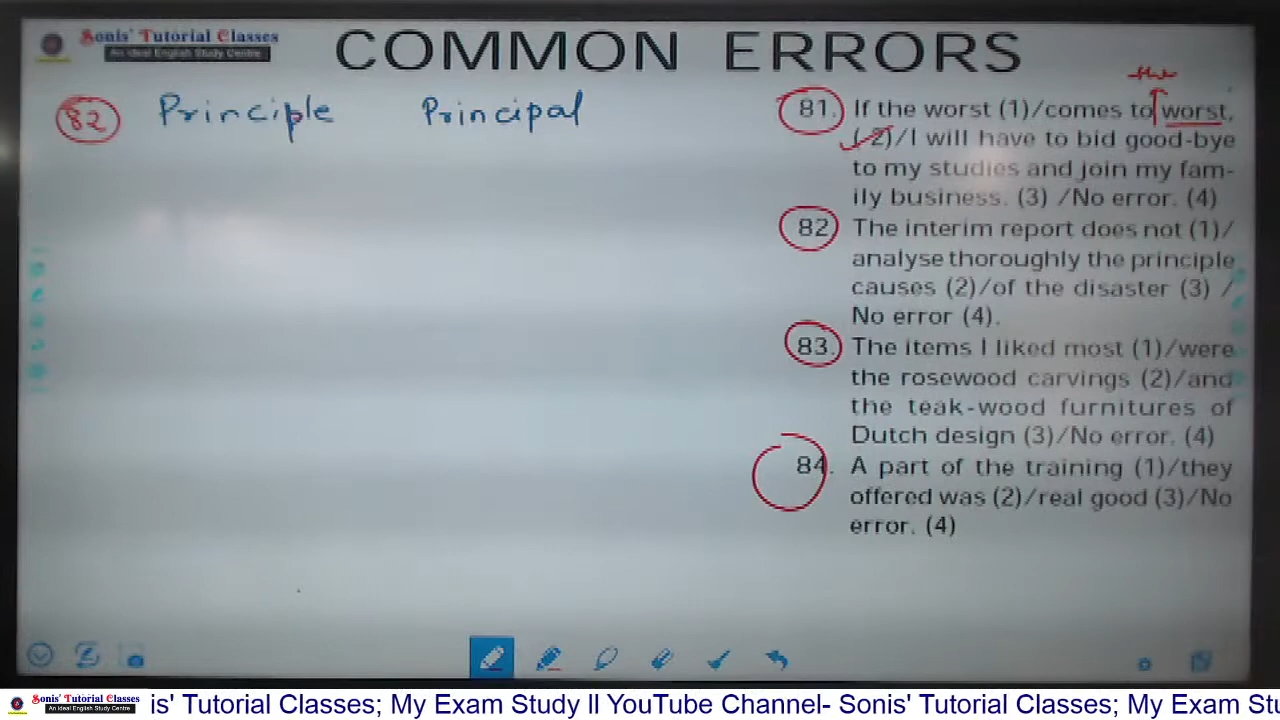 Sonis' Tutorial Classes
An Ideal English Study Centre
COMMON ERRORS
82 Principle Principal
the
81. If the worst (1)/comes to worst,
(2)/I will have to bid good-bye
to my studies and join my fam-
ily business. (3) /No error. (4)
82 The interim report does not (1)/
analyse thoroughly the principle
causes (2)/of the disaster (3) /
No error (4).
83. The items I liked most (1)/were
the rosewood carvings (2)/and
the teak-wood furnitures of
Dutch design (3)/No error. (4)
84. A part of the training (1)/they
offered was (2)/real good (3)/No
error. (4)
Sonis' Tutorial Classes
An Ideal English Study Centre
is' Tutorial Classes; My Exam Study ll YouTube Channel- Sonis' Tutorial Classes; My Exam Stu